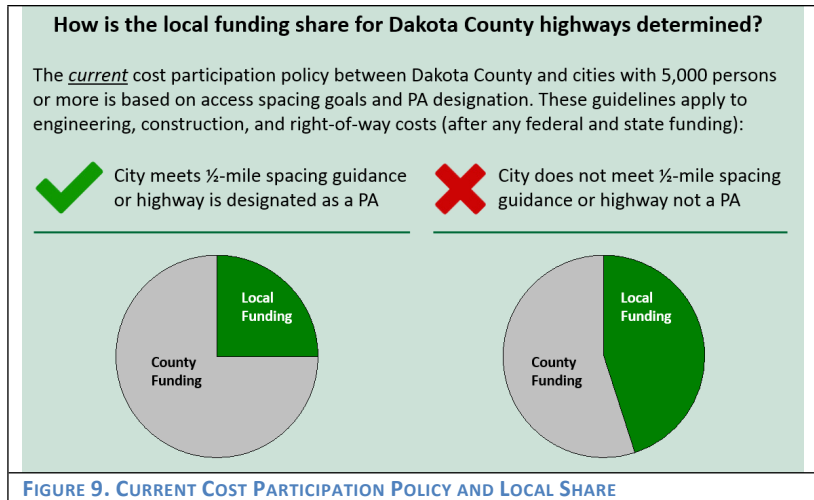 How is the local funding share for Dakota County highways determined?
The current cost participation policy between Dakota County and cities with 5,000 persons
or more is based on access spacing goals and PA designation. These guidelines apply to
engineering, construction, and right-of-way costs (after any federal and state funding):
City meets ½-mile spacing guidance
or highway is designated as a PA
City does not meet ½-mile spacing
guidance or highway not a PA
Local
Funding
County
Funding
Local
Funding
County
Funding
FIGURE 9. CURRENT COST PARTICIPATION POLICY AND LOCAL SHARE